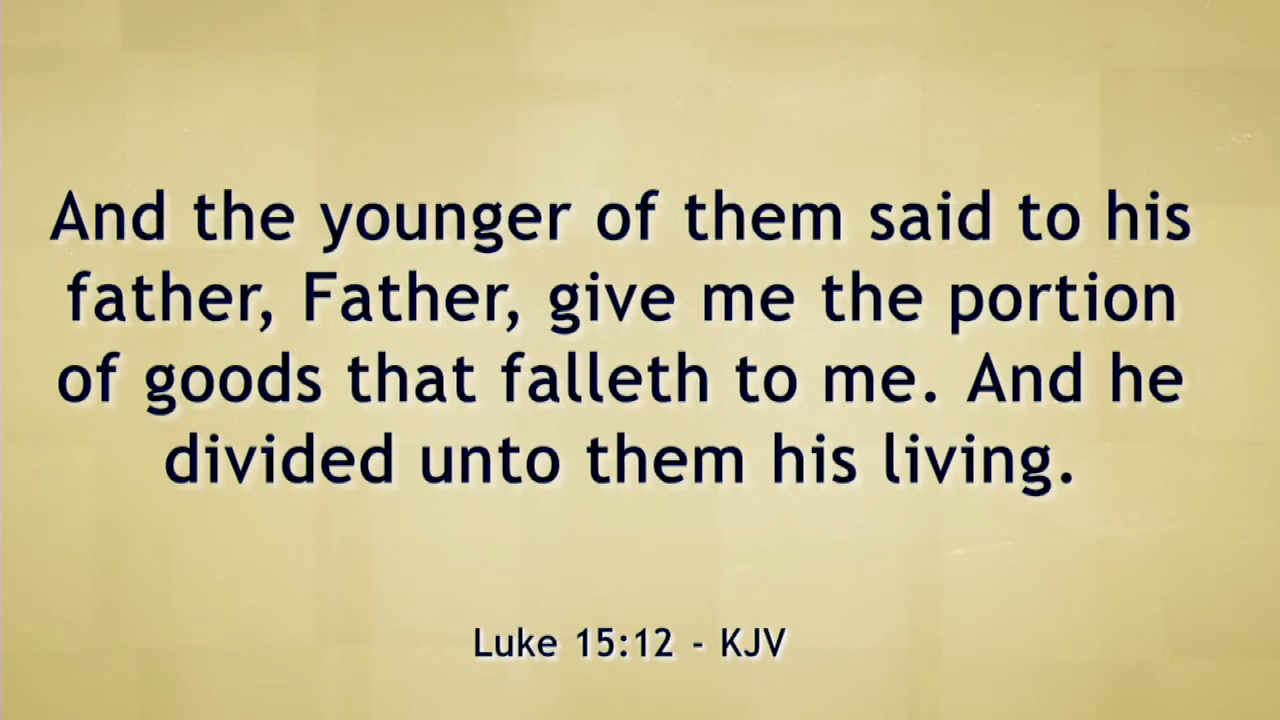 And the younger of them said to his
father, Father, give me the portion
of goods that falleth to me. And he
divided unto them his living.
Luke 15:12 - KJV